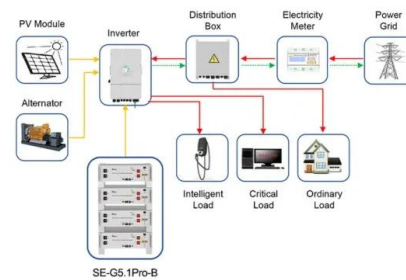 PV Module
Inverter
Distribution
Box
Electricity
Meter
Power
Grid
Alternator
Intelligent
Load
Critical
Load
Ordinary
Load
SE-G5.1Pro-B